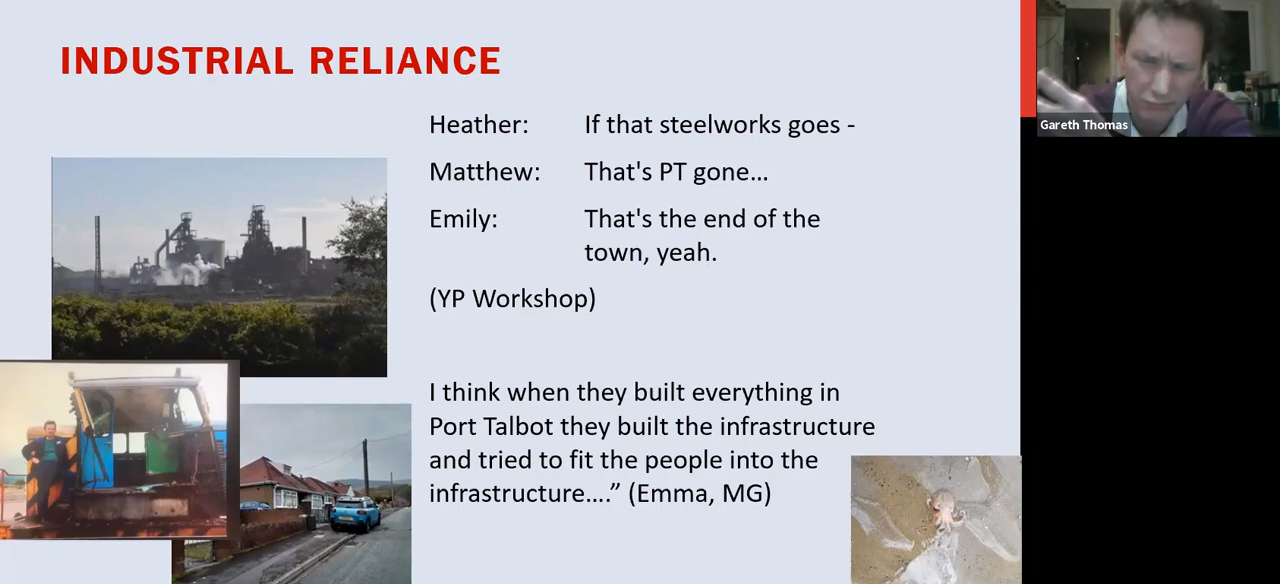 INDUSTRIAL RELIANCE
Heather: If that steelworks goes -
Matthew: That's PT gone…
Emily: That's the end of the
town, yeah.
(YP Workshop)
I think when they built everything in
Port Talbot they built the infrastructure
and tried to fit the people into the
infrastructure….” (Emma, MG)
Gareth Thomas